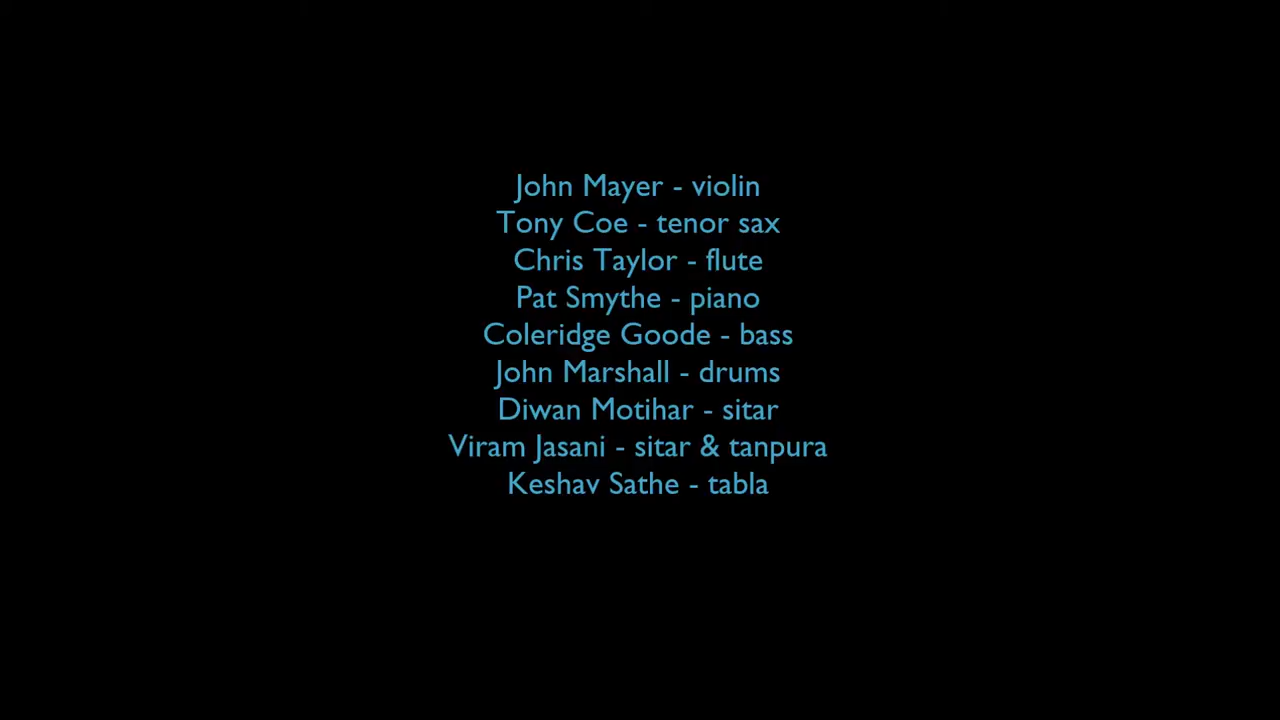 John Mayer - violin
Tony Coe - tenor sax
Chris Taylor - flute
Pat Smythe - piano
Coleridge Goode - bass
John Marshall - drums
Diwan Motihar - sitar
Viram Jasani - sitar & tanpura
Keshav Sathe - tabla